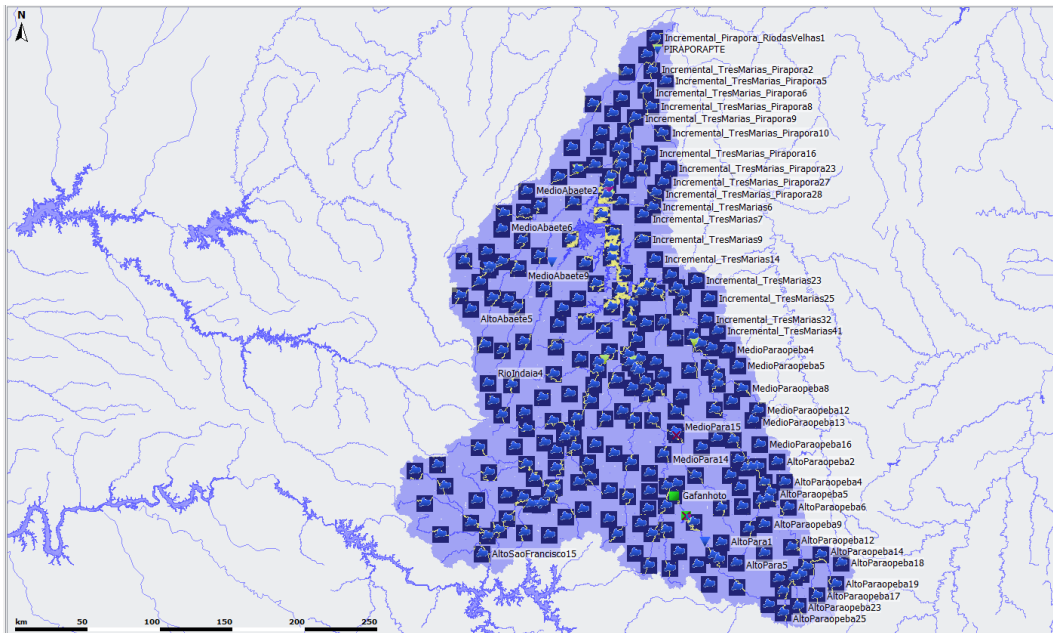 N
Incremental_Pirapora_RiodasVelhas1
PIRAPORAPTE
Incremental_TresMarias_Pirapora2
Incremental_TresMarias_Pirapora5
Incremental_TresMarias_Pirapora6
Incremental_TresMarias_Pirapora8
Incremental_TresMarias_Pirapora9
Incremental_TresMarias_Pirapora10
Incremental_TresMarias_Pirapora16
Incremental_TresMarias_Pirapora23
Incremental_TresMarias_Pirapora27
MedioAbaete2
Incremental_TresMarias_Pirapora28
Incremental_TresMarias6
Incremental_TresMarias7
MedioAbaete6
Incremental_TresMarias9
Incremental_TresMarias14
MedioAbaete9
Incremental_TresMarias23
Incremental_TresMarias25
AltoAbaete5
Incremental_TresMarias32
Incremental_TresMarias41
MedioParaopeba4
MedioParaopeba5
RioIndaia4
MedioParaopeba8
MedioParaopeba12
MedioParaopeba13
MedioPara15
MedioParaopeba16
MedioPara14
AltoParaopeba2
AltoParaopeba4
Gafanhoto
AltoParaopeba5
AltoParaopeba6
AltoParaopeba9
AltoPara1
AltoParaopeba12
AltoSaoFrancisco15
AltoParaopeba14
AltoPara5
AltoParaopeba18
AltoParaopeba19
AltoParaopeba17
AltoParaopeba23
AltoParaopeba25
km 50 100 150 200 250